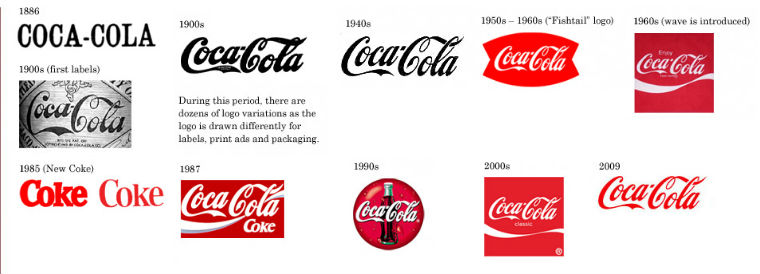 1886
COCA-COLA
1900s (first labels)
Coca-Cola
1900s
Coca-Cola
During this period, there are
dozens of logo variations as the
logo is drawn differently for
labels, print ads and packaging.
1940s
Coca-Cola
1950s – 1960s (“Fishtail” logo)
Coca-Cola
1960s (wave is introduced)
Enjoy
Coca-Cola
1985 (New Coke)
Coke Coke
1987
Coca-Cola
Coke
1990s
Coca-Cola
2000s
Coca-Cola
classic
®
2009
Coca-Cola